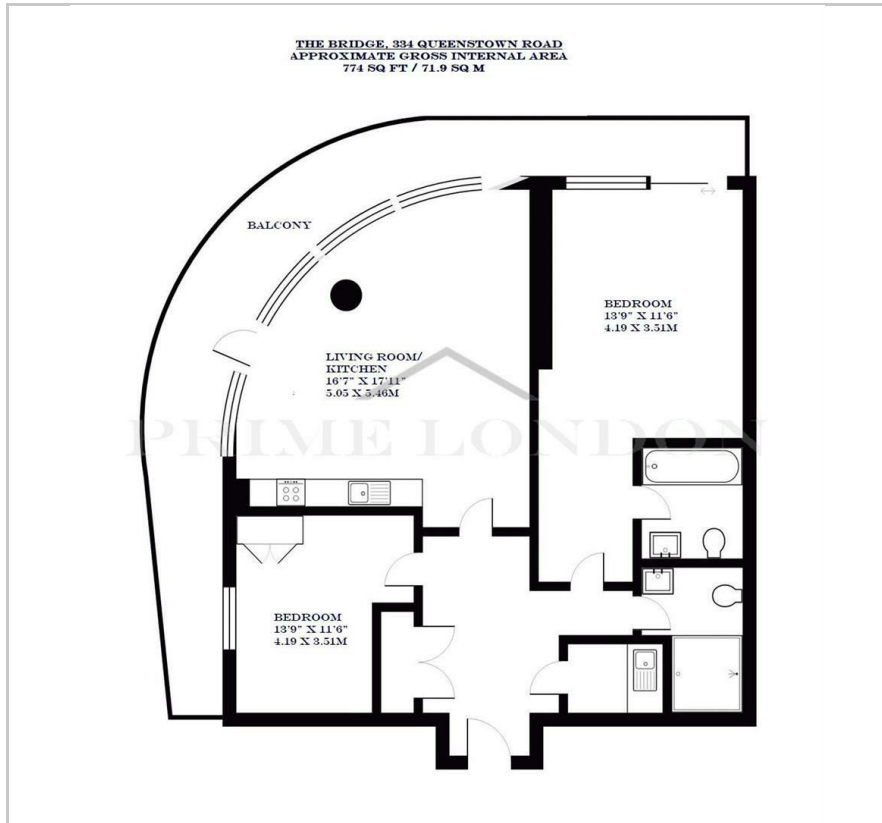 THE BRIDGE, 334 QUEENSTOWN ROAD
APPROXIMATE GROSS INTERNAL AREA
774 SQ FT / 71.9 SQ M
BALCONY
BEDROOM
13'9" X 11'6"
4.19 X 3.51M
LIVING ROOM/
KITCHEN
16'7" X 17'11"
5.05 X 5.46M
PRIME LONDON
BEDROOM
13'9" X 11'6"
4.19 X 3.51M